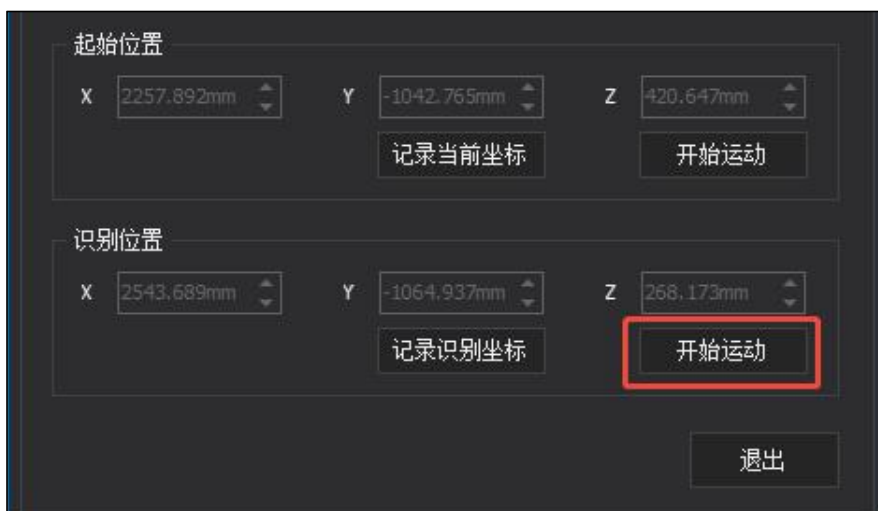 起始位置
X 2257.892mm Y -1042.765mm Z 420.647mm
记录当前坐标 开始运动
识别位置
X 2543.689mm Y -1064.937mm Z 268.173mm
记录识别坐标 开始运动
退出